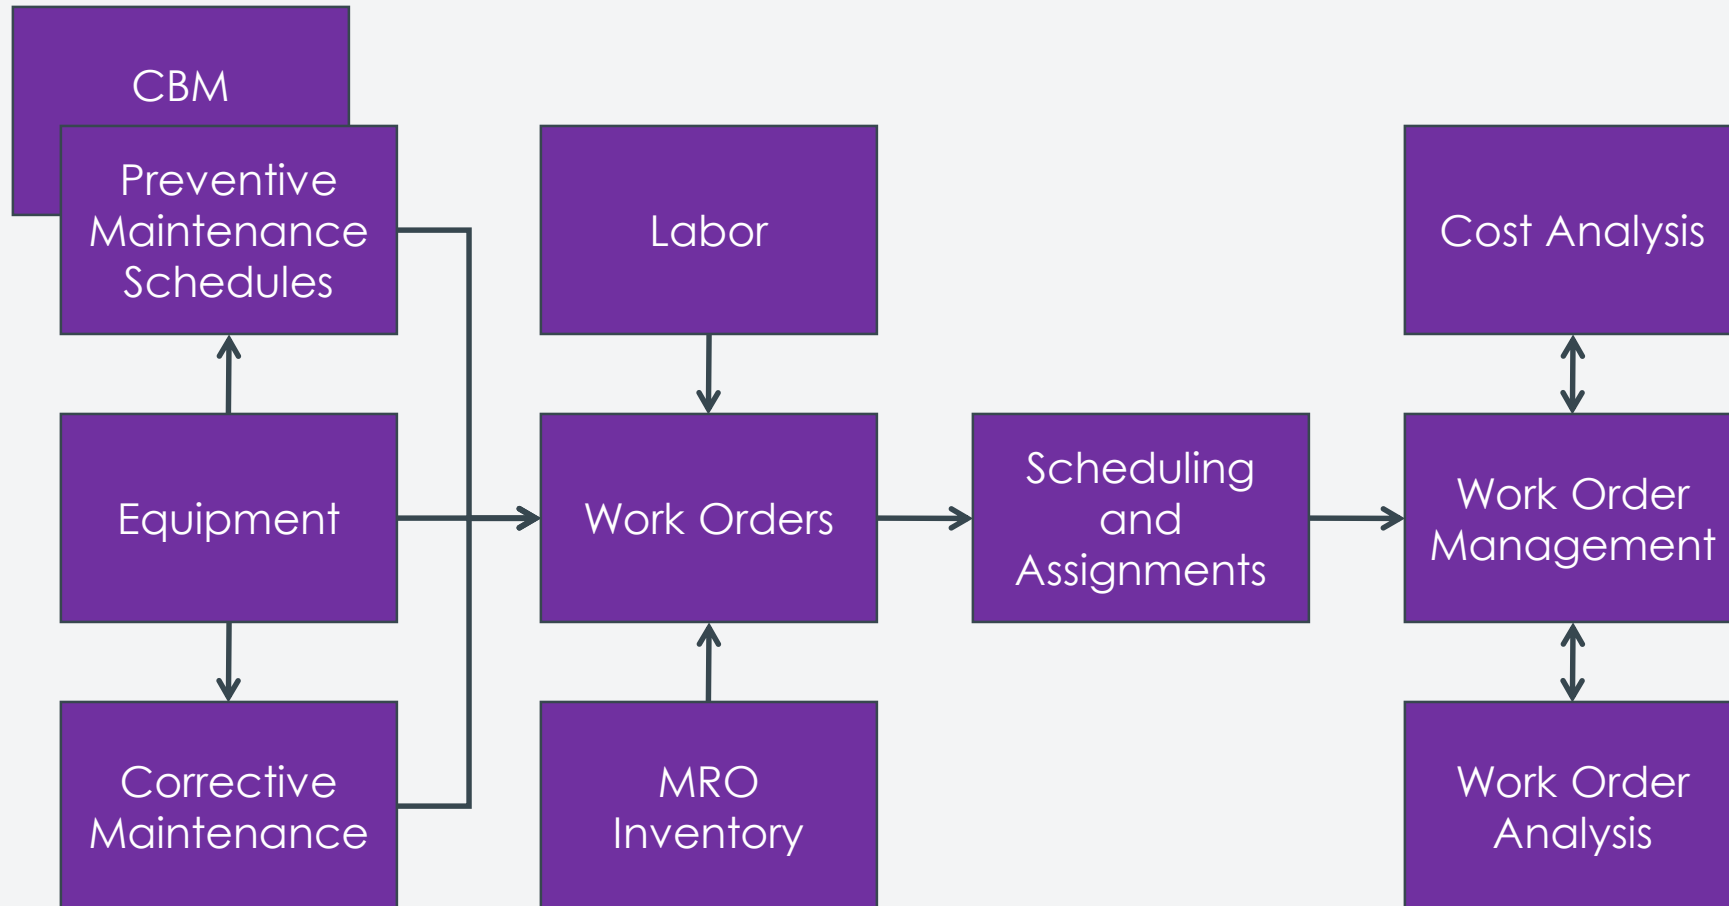 CBM
Preventive
Maintenance
Schedules
Labor
Cost Analysis
Equipment
Work Orders
Scheduling
and
Assignments
Work Order
Management
Corrective
Maintenance
MRO
Inventory
Work Order
Analysis